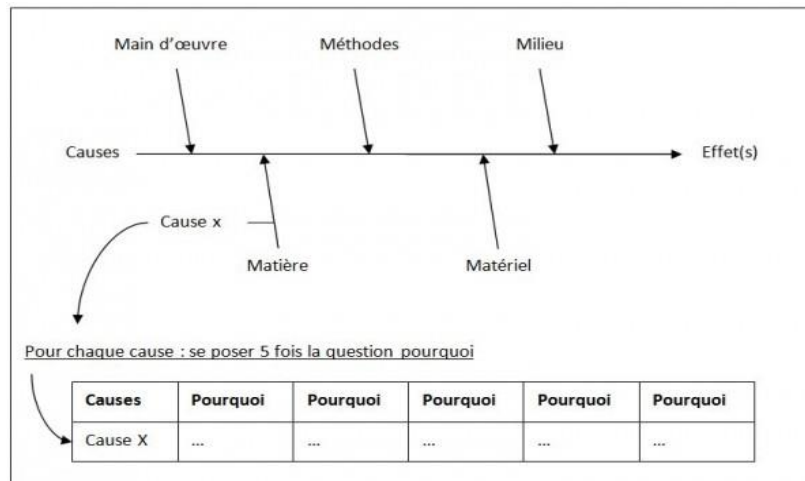 Main d'œuvre Méthodes Milieu
Causes Effet(s)
Cause x
Matière Matériel
Pour chaque cause : se poser 5 fois la question pourquoi
Causes Pourquoi Pourquoi Pourquoi Pourquoi Pourquoi
Cause X ... ... ... ... ...